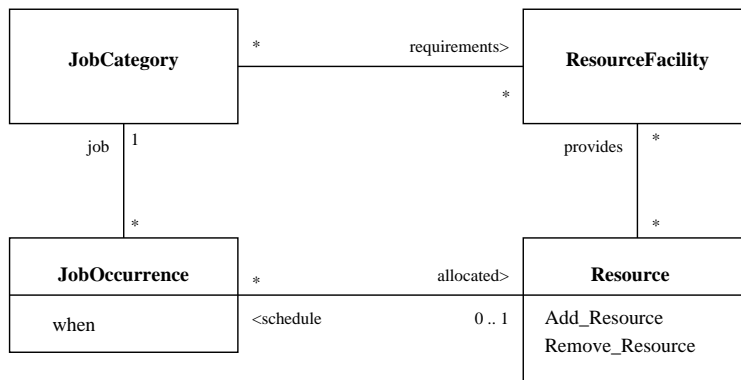 JobCategory
*
requirements>
*
ResourceFacility
job
1
provides
*
*
*
JobOccurrence
*
allocated>
Resource
when
<schedule
0 .. 1
Add_Resource
Remove_Resource